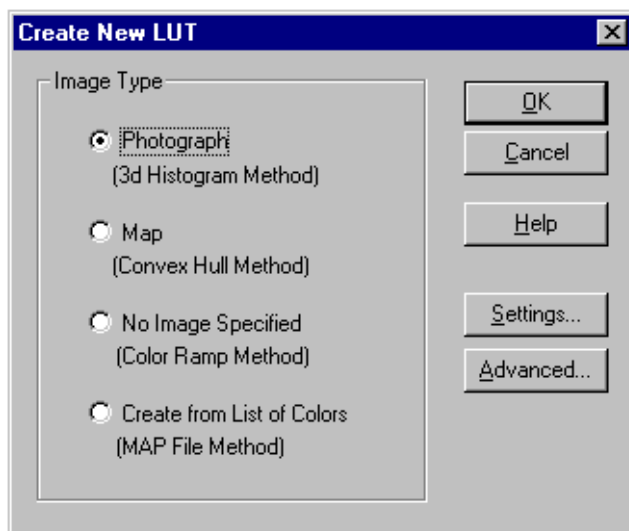 Create New LUT
Image Type
Photograph
(3d Histogram Method)
Map
(Convex Hull Method)
No Image Specified
(Color Ramp Method)
Create from List of Colors
(MAP File Method)
OK
Cancel
Help
Settings...
Advanced...